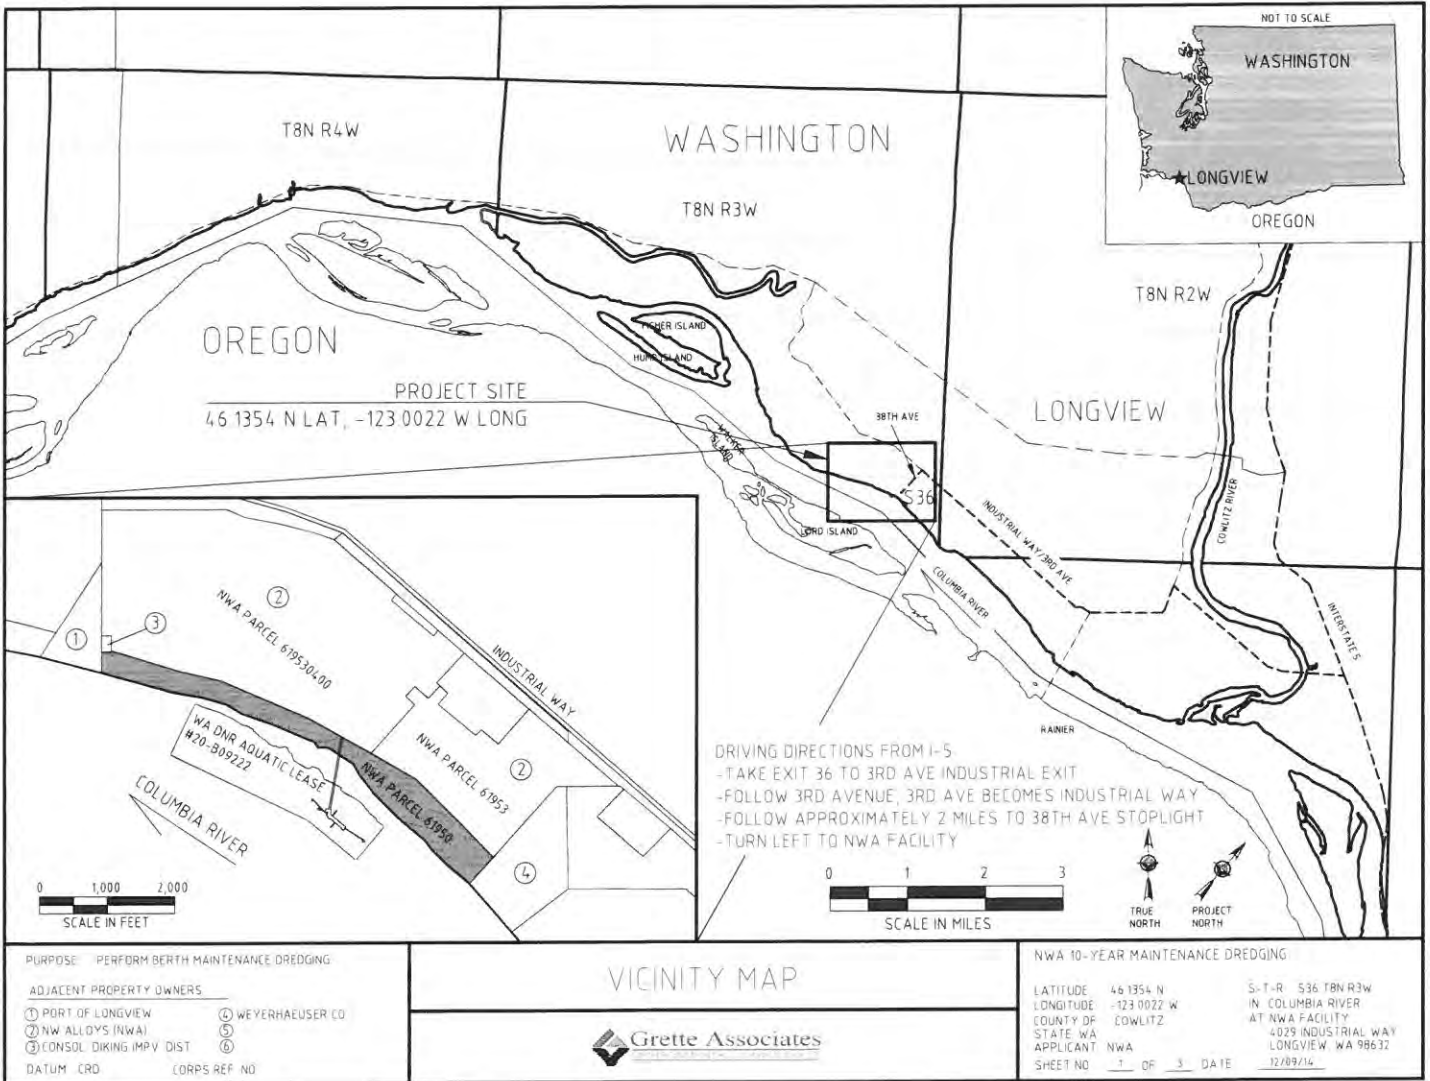 NOT TO SCALE
WASHINGTON
LONGVIEW
OREGON
T8N R4W
WASHINGTON
T8N R3W
T8N R2W
OREGON
FISHER ISLAND
HUMP ISLAND
PROJECT SITE
46.1354 N LAT, -123.0022 W LONG
WALKER
ISLAND
38TH AVE
LONGVIEW
S36
LORD ISLAND
INDUSTRIAL WAY/3RD AVE
COWLITZ RIVER
COLUMBIA RIVER
INTERSTATE 5
RAINIER
NWA PARCEL 619530400
INDUSTRIAL WAY
NWA PARCEL 61953
NWA PARCEL 61950
WA DNR AQUATIC LEASE
#20-B09222
COLUMBIA RIVER
1
2
3
2
4
0 1,000 2,000
SCALE IN FEET
DRIVING DIRECTIONS FROM I-5
-TAKE EXIT 36 TO 3RD AVE INDUSTRIAL EXIT
-FOLLOW 3RD AVENUE, 3RD AVE BECOMES INDUSTRIAL WAY
-FOLLOW APPROXIMATELY 2 MILES TO 38TH AVE STOPLIGHT
-TURN LEFT TO NWA FACILITY
0 1 2 3
SCALE IN MILES
TRUE
NORTH
PROJECT
NORTH
PURPOSE: PERFORM BERTH MAINTENANCE DREDGING
ADJACENT PROPERTY OWNERS
1 PORT OF LONGVIEW
2 NW ALLOYS (NWA)
3 CONSOL DIKING IMPV DIST
4 WEYERHAEUSER CO
5
6
DATUM CRD
CORPS REF NO
VICINITY MAP
Grette Associates
NWA 10-YEAR MAINTENANCE DREDGING
LATITUDE 46.1354 N
LONGITUDE -123.0022 W
COUNTY OF COWLITZ
STATE WA
APPLICANT NWA
SHEET NO 1 OF 3 DATE 12/09/14
S-T-R S36 T8N R3W
IN COLUMBIA RIVER
AT NWA FACILITY
4029 INDUSTRIAL WAY
LONGVIEW, WA 98632